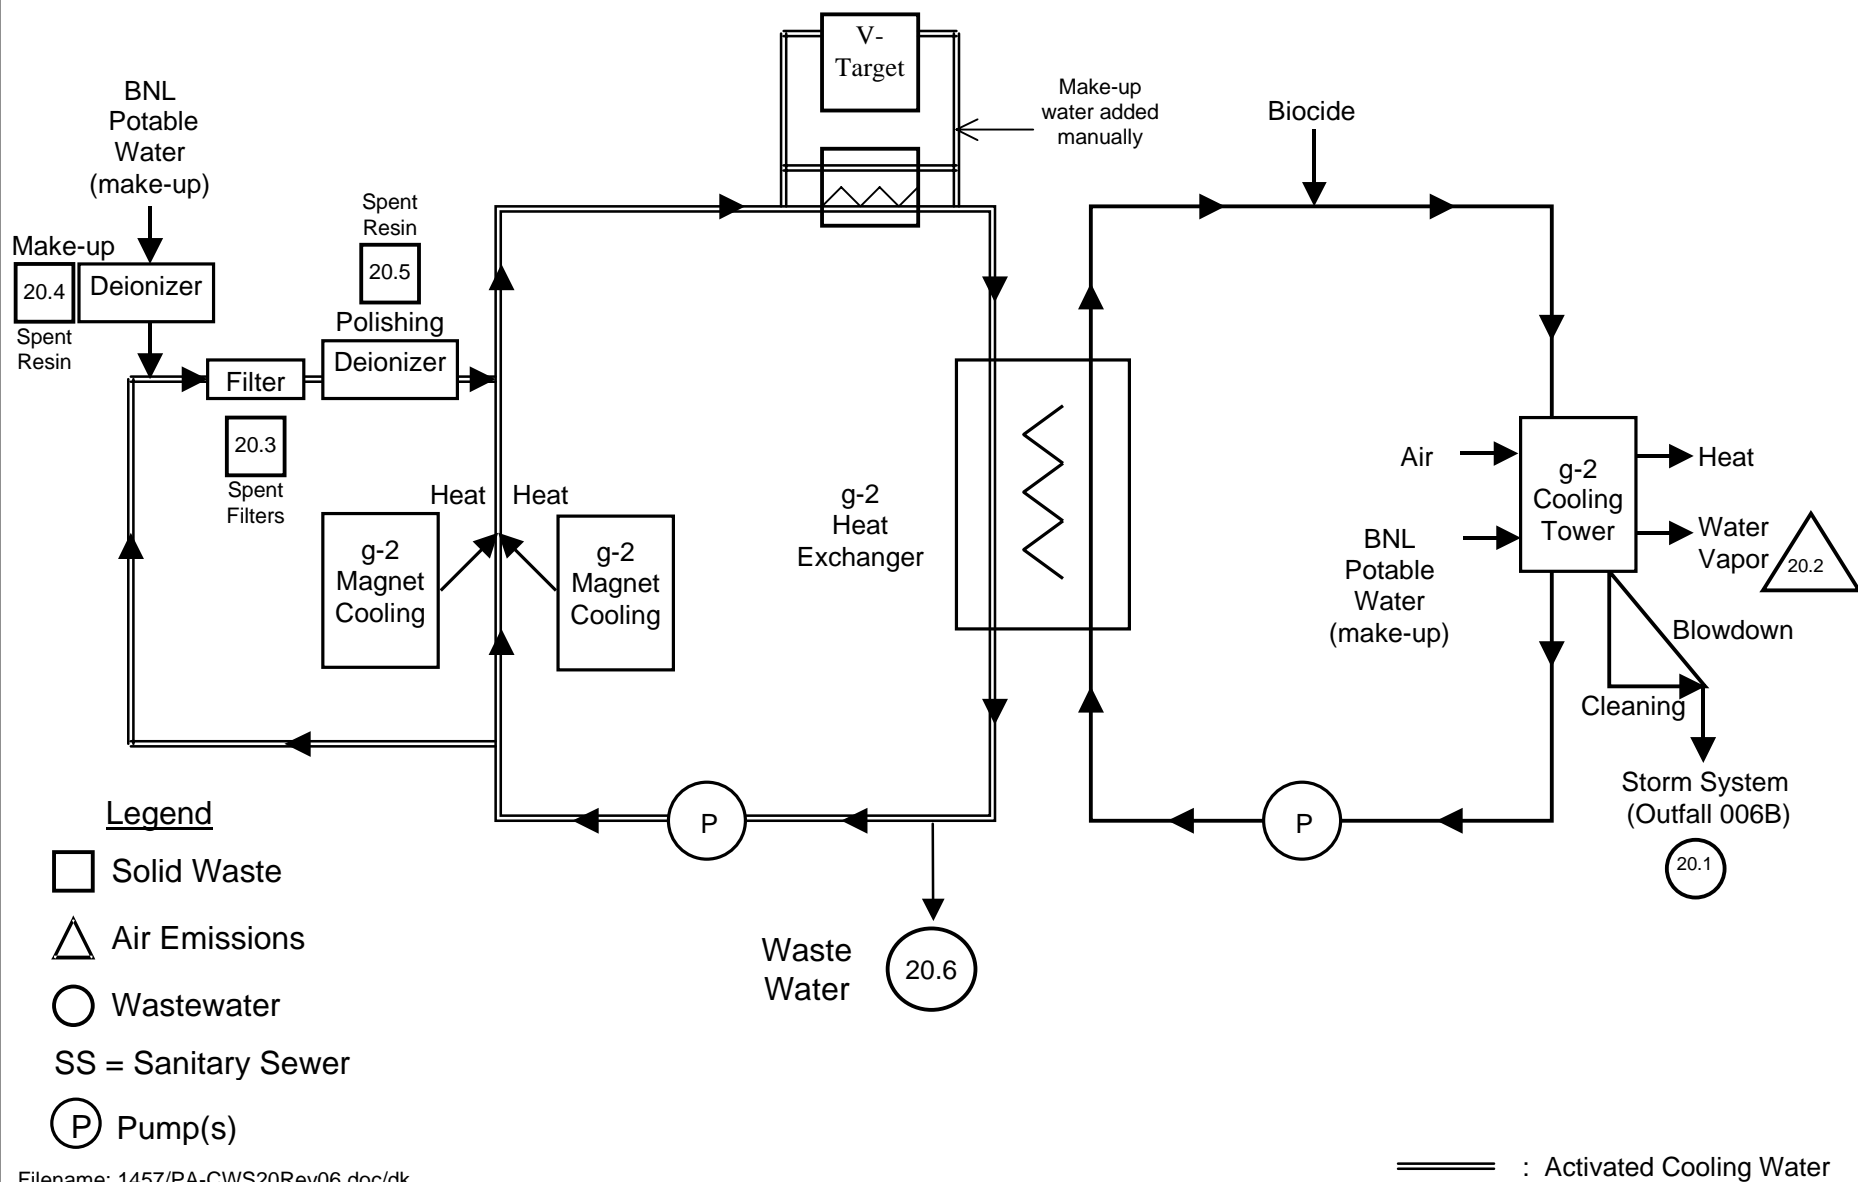 V-
Target
Make-up
water added
manually
BNL
Potable
Water
(make-up)
Biocide
Spent
Resin
20.5
Make-up
20.4
Deionizer
Spent
Resin
Polishing
Deionizer
Filter
20.3
Spent
Filters
Heat
Heat
g-2
Magnet
Cooling
g-2
Magnet
Cooling
g-2
Heat
Exchanger
Air
g-2
Cooling
Tower
Heat
BNL
Potable
Water
(make-up)
Water
Vapor
20.2
Blowdown
Cleaning
Storm System
(Outfall 006B)
20.1
P
P
Waste
Water
20.6
Legend
Solid Waste
Air Emissions
Wastewater
SS = Sanitary Sewer
P Pump(s)
Filename: 1457/PA-CWS20Rev06.doc/dk
: Activated Cooling Water